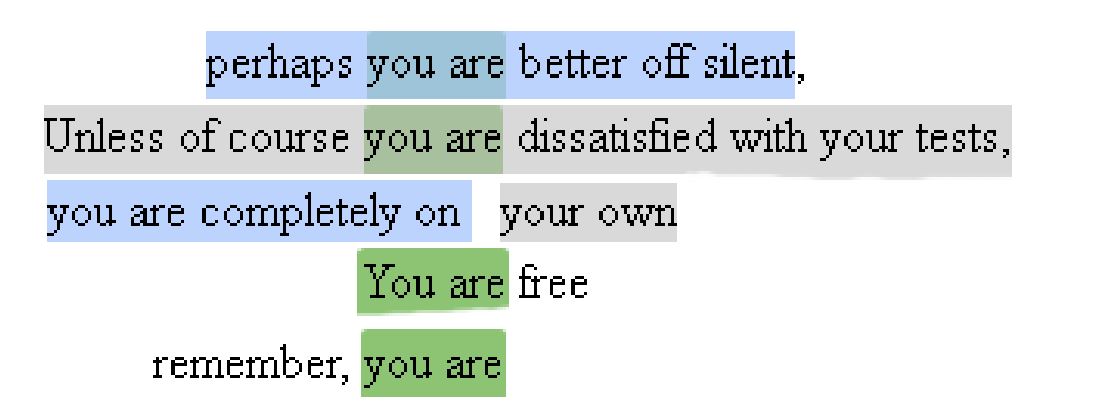 perhaps you are better off silent,
Unless of course you are dissatisfied with your tests,
you are completely on your own
You are free
remember, you are